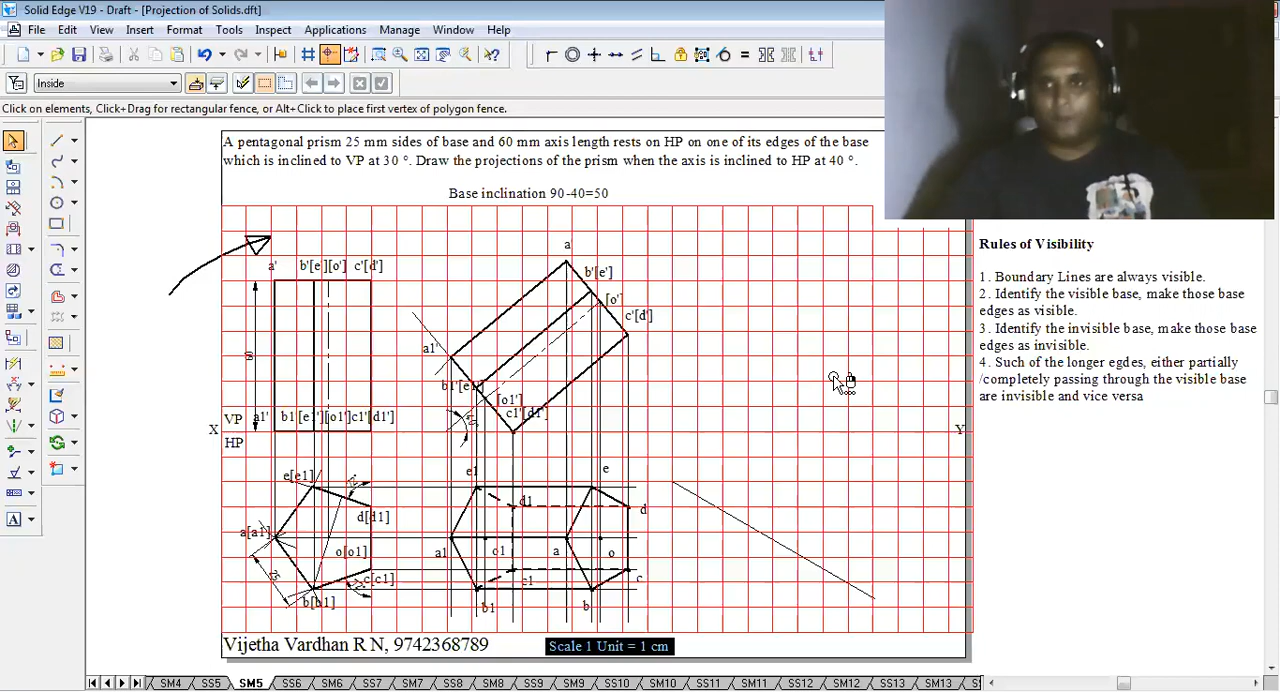 Solid Edge V19 - Draft - [Projection of Solids.dft]
File Edit View Insert Format Tools Inspect Applications Window Help
Inside
Click on elements, Click+Drag for rectangular fence, or Alt+Click to place first vertex of polygon fence.
A pentagonal prism 25 mm sides of base and 60 mm axis length rests on HP on one of its edges of the base
which is inclined to VP at 30 °. Draw the projections of the prism when the axis is inclined to HP at 40 °.
Base inclination 90-40=50
Rules of Visibility
1. Boundary Lines are always visible.
2. Identify the visible base, make those base
edges as visible.
3. Identify the invisible base, make those base
edges as invisible.
4. Such of the longer egdes, either partially
/completely passing through the visible base
are invisible and vice versa
a
a' b'[e'][o'] c'[d']
b'[e']
[o']
c'[d']
a1'
b1'[e1']
[o1']
c1'[d1']
VP a1' b1[e1'][o1']c1'[d1']
X Y
HP
e[e1] e1 e
d[d1] d1 d
a[a1] a1 o1 a o
o[o1]
25 c[c1] c1 c
b[b1] b1 b
Vijetha Vardhan R N, 9742368789 Scale 1 Unit = 1 cm
SM4 SS5 SM5 SS6 SM6 SS7 SM7 SS8 SM8 SS9 SM9 SS10 SM10 SS11 SM11 SS12 SM12 SS13 SM13